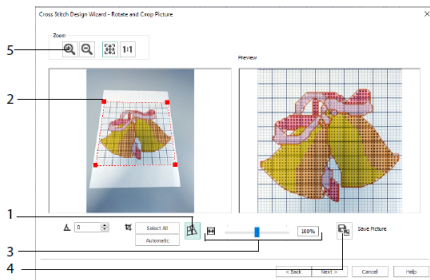 Cross Stitch Design Wizard - Rotate and Crop Picture
Zoom
5
1:1
Preview
2
1
0
Select All
Automatic
100%
Save Picture
3
4
< Back
Next >
Cancel
Help